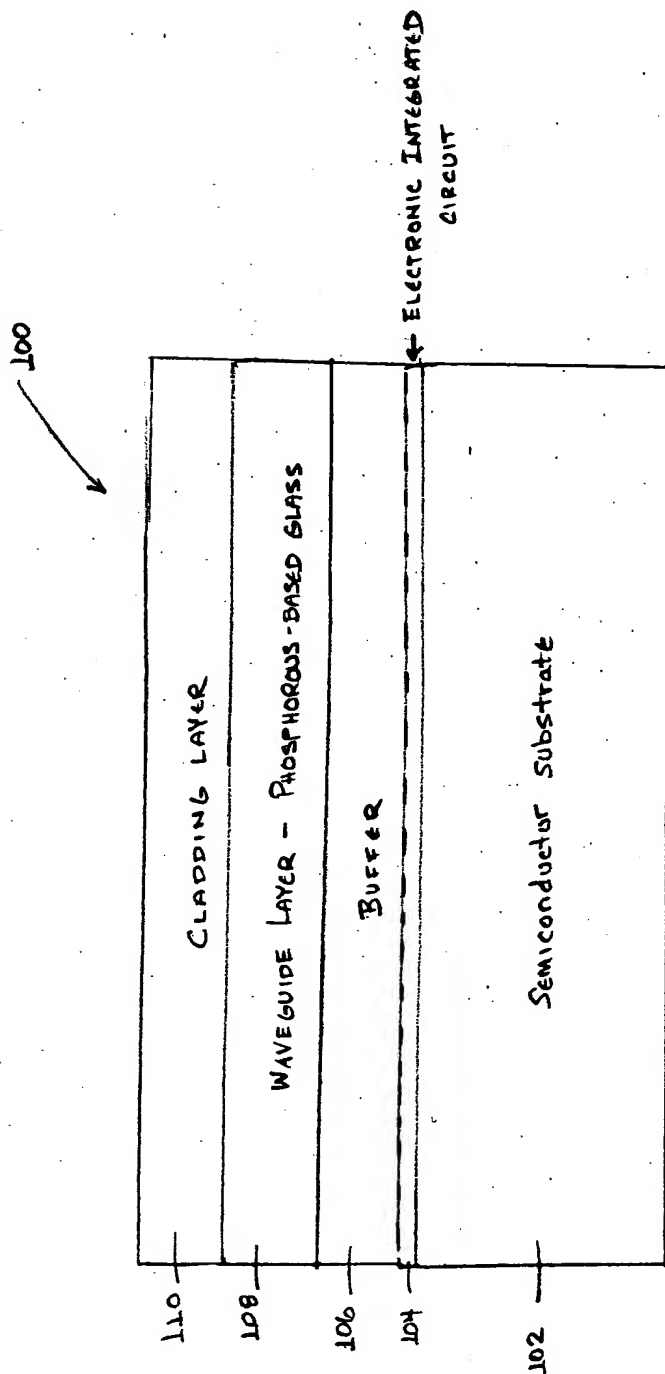 100
110
CLADDING LAYER
108
WAVEGUIDE LAYER - PHOSPHOROUS-BASED GLASS
106
BUFFER
104
ELECTRONIC INTEGRATED
CIRCUIT
102
Semiconductor substrate